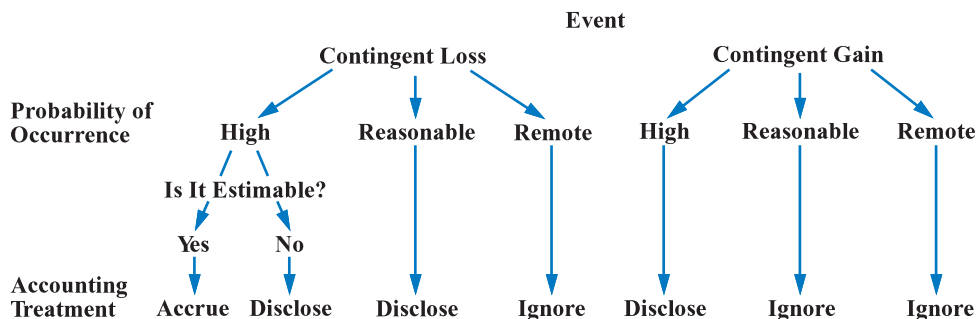 Event
Contingent Loss
Contingent Gain
Probability of
Occurrence
High
Reasonable
Remote
High
Reasonable
Remote
Is It Estimable?
Yes
No
Accounting
Treatment
Accrue
Disclose
Disclose
Ignore
Disclose
Ignore
Ignore